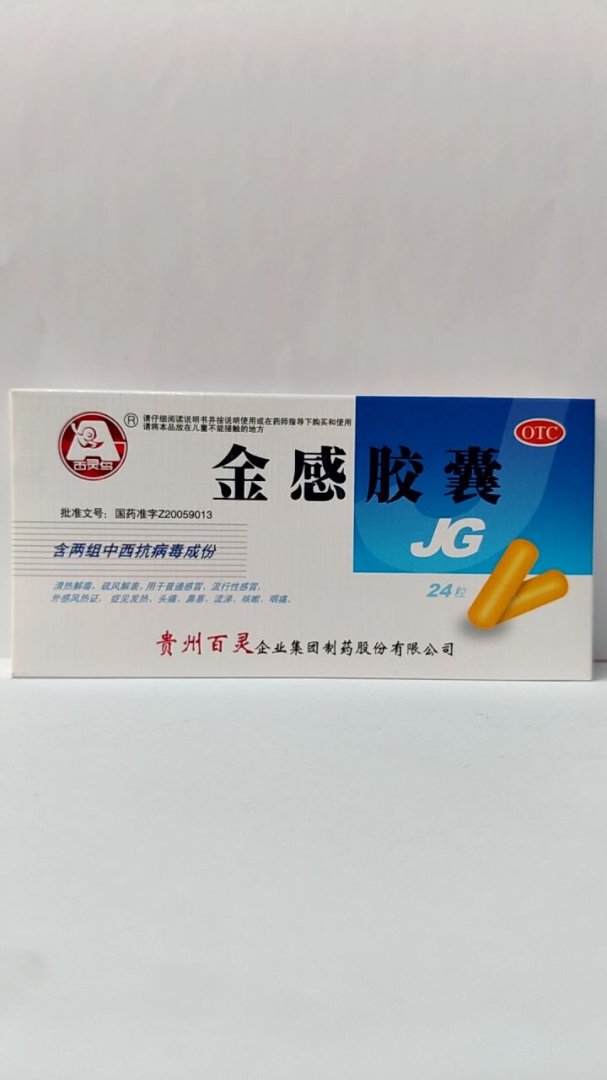 百灵鸟
®
请仔细阅读说明书并按说明使用或在药师指导下购买和使用
请将本品放在儿童不能接触的地方
OTC
金感胶囊
批准文号：国药准字Z20059013
JG
含两组中西抗病毒成份
清热解毒，疏风解表。用于普通感冒，流行性感冒，
外感风热证，症见发热、头痛、鼻塞、流涕、咳嗽、咽痛。
24粒
贵州百灵企业集团制药股份有限公司